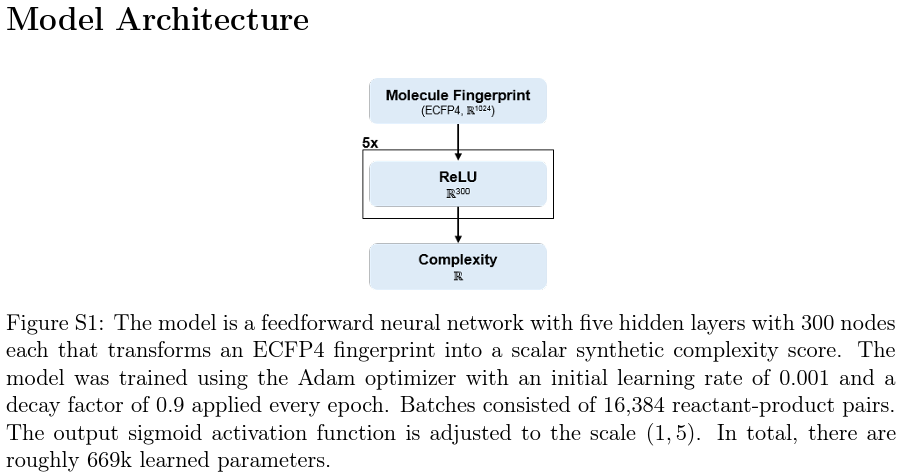 Model Architecture
Molecule Fingerprint
(ECFP4, ℝ¹⁰²⁴)
5x
ReLU
ℝ³⁰⁰
Complexity
ℝ
Figure S1: The model is a feedforward neural network with five hidden layers with 300 nodes
each that transforms an ECFP4 fingerprint into a scalar synthetic complexity score. The
model was trained using the Adam optimizer with an initial learning rate of 0.001 and a
decay factor of 0.9 applied every epoch. Batches consisted of 16,384 reactant-product pairs.
The output sigmoid activation function is adjusted to the scale (1, 5). In total, there are
roughly 669k learned parameters.